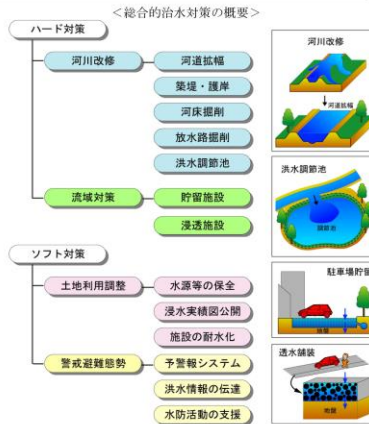 ＜総合的治水対策の概要＞
ハード対策
河川改修
河道拡幅
築堤・護岸
河床掘削
放水路掘削
洪水調節池
流域対策
貯留施設
浸透施設
ソフト対策
土地利用調整
水源等の保全
浸水実績図公開
施設の耐水化
警戒避難態勢
予警報システム
洪水情報の伝達
水防活動の支援
河川改修
河道拡幅
洪水調節池
調節池
駐車場貯留
透水舗装